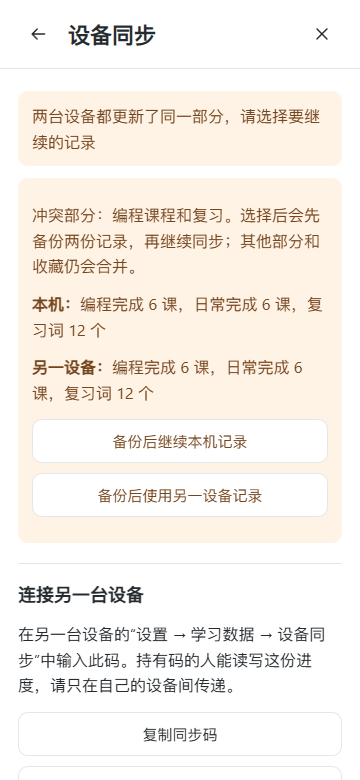 设备同步
两台设备都更新了同一部分，请选择要继
续的记录
冲突部分：编程课程和复习。选择后会先
备份两份记录，再继续同步；其他部分和
收藏仍会合并。
本机：编程完成 6 课，日常完成 6 课，复
习词 12 个
另一设备：编程完成 6 课，日常完成 6
课，复习词 12 个
备份后继续本机记录
备份后使用另一设备记录
连接另一台设备
在另一台设备的“设置 → 学习数据 → 设备同
步”中输入此码。持有码的人能读写这份进
度，请只在自己的设备间传递。
复制同步码